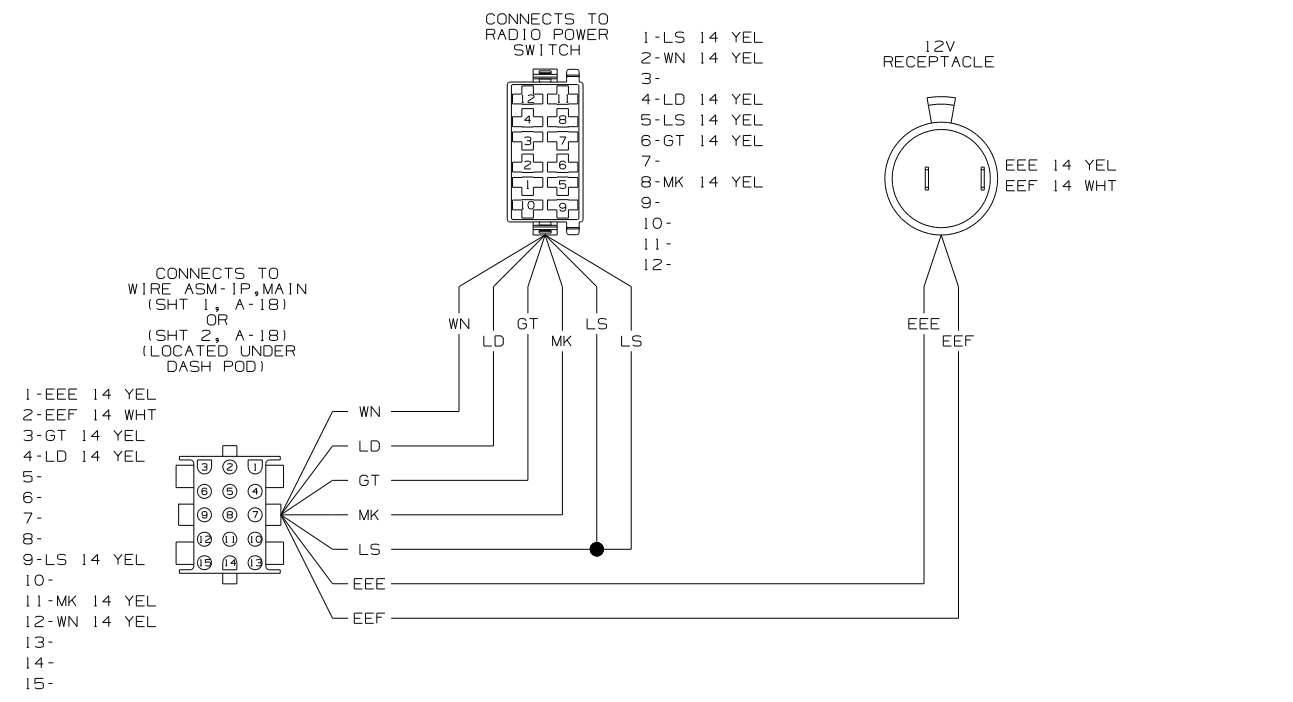 CONNECTS TO
RADIO POWER
SWITCH
12 11
4 8
3 7
2 6
1 5
10 9
1-LS 14 YEL
2-WN 14 YEL
3-
4-LD 14 YEL
5-LS 14 YEL
6-GT 14 YEL
7-
8-MK 14 YEL
9-
10-
11-
12-
12V
RECEPTACLE
EEE 14 YEL
EEF 14 WHT
CONNECTS TO
WIRE ASM-IP,MAIN
(SHT 1, A-18)
OR
(SHT 2, A-18)
(LOCATED UNDER
DASH POD)
WN
LD
GT
MK
LS
LS
EEE
EEF
1-EEE 14 YEL
2-EEF 14 WHT
3-GT 14 YEL
4-LD 14 YEL
5-
6-
7-
8-
9-LS 14 YEL
10-
11-MK 14 YEL
12-WN 14 YEL
13-
14-
15-
3 2 1
6 5 4
9 8 7
12 11 10
15 14 13
WN
LD
GT
MK
LS
EEE
EEF